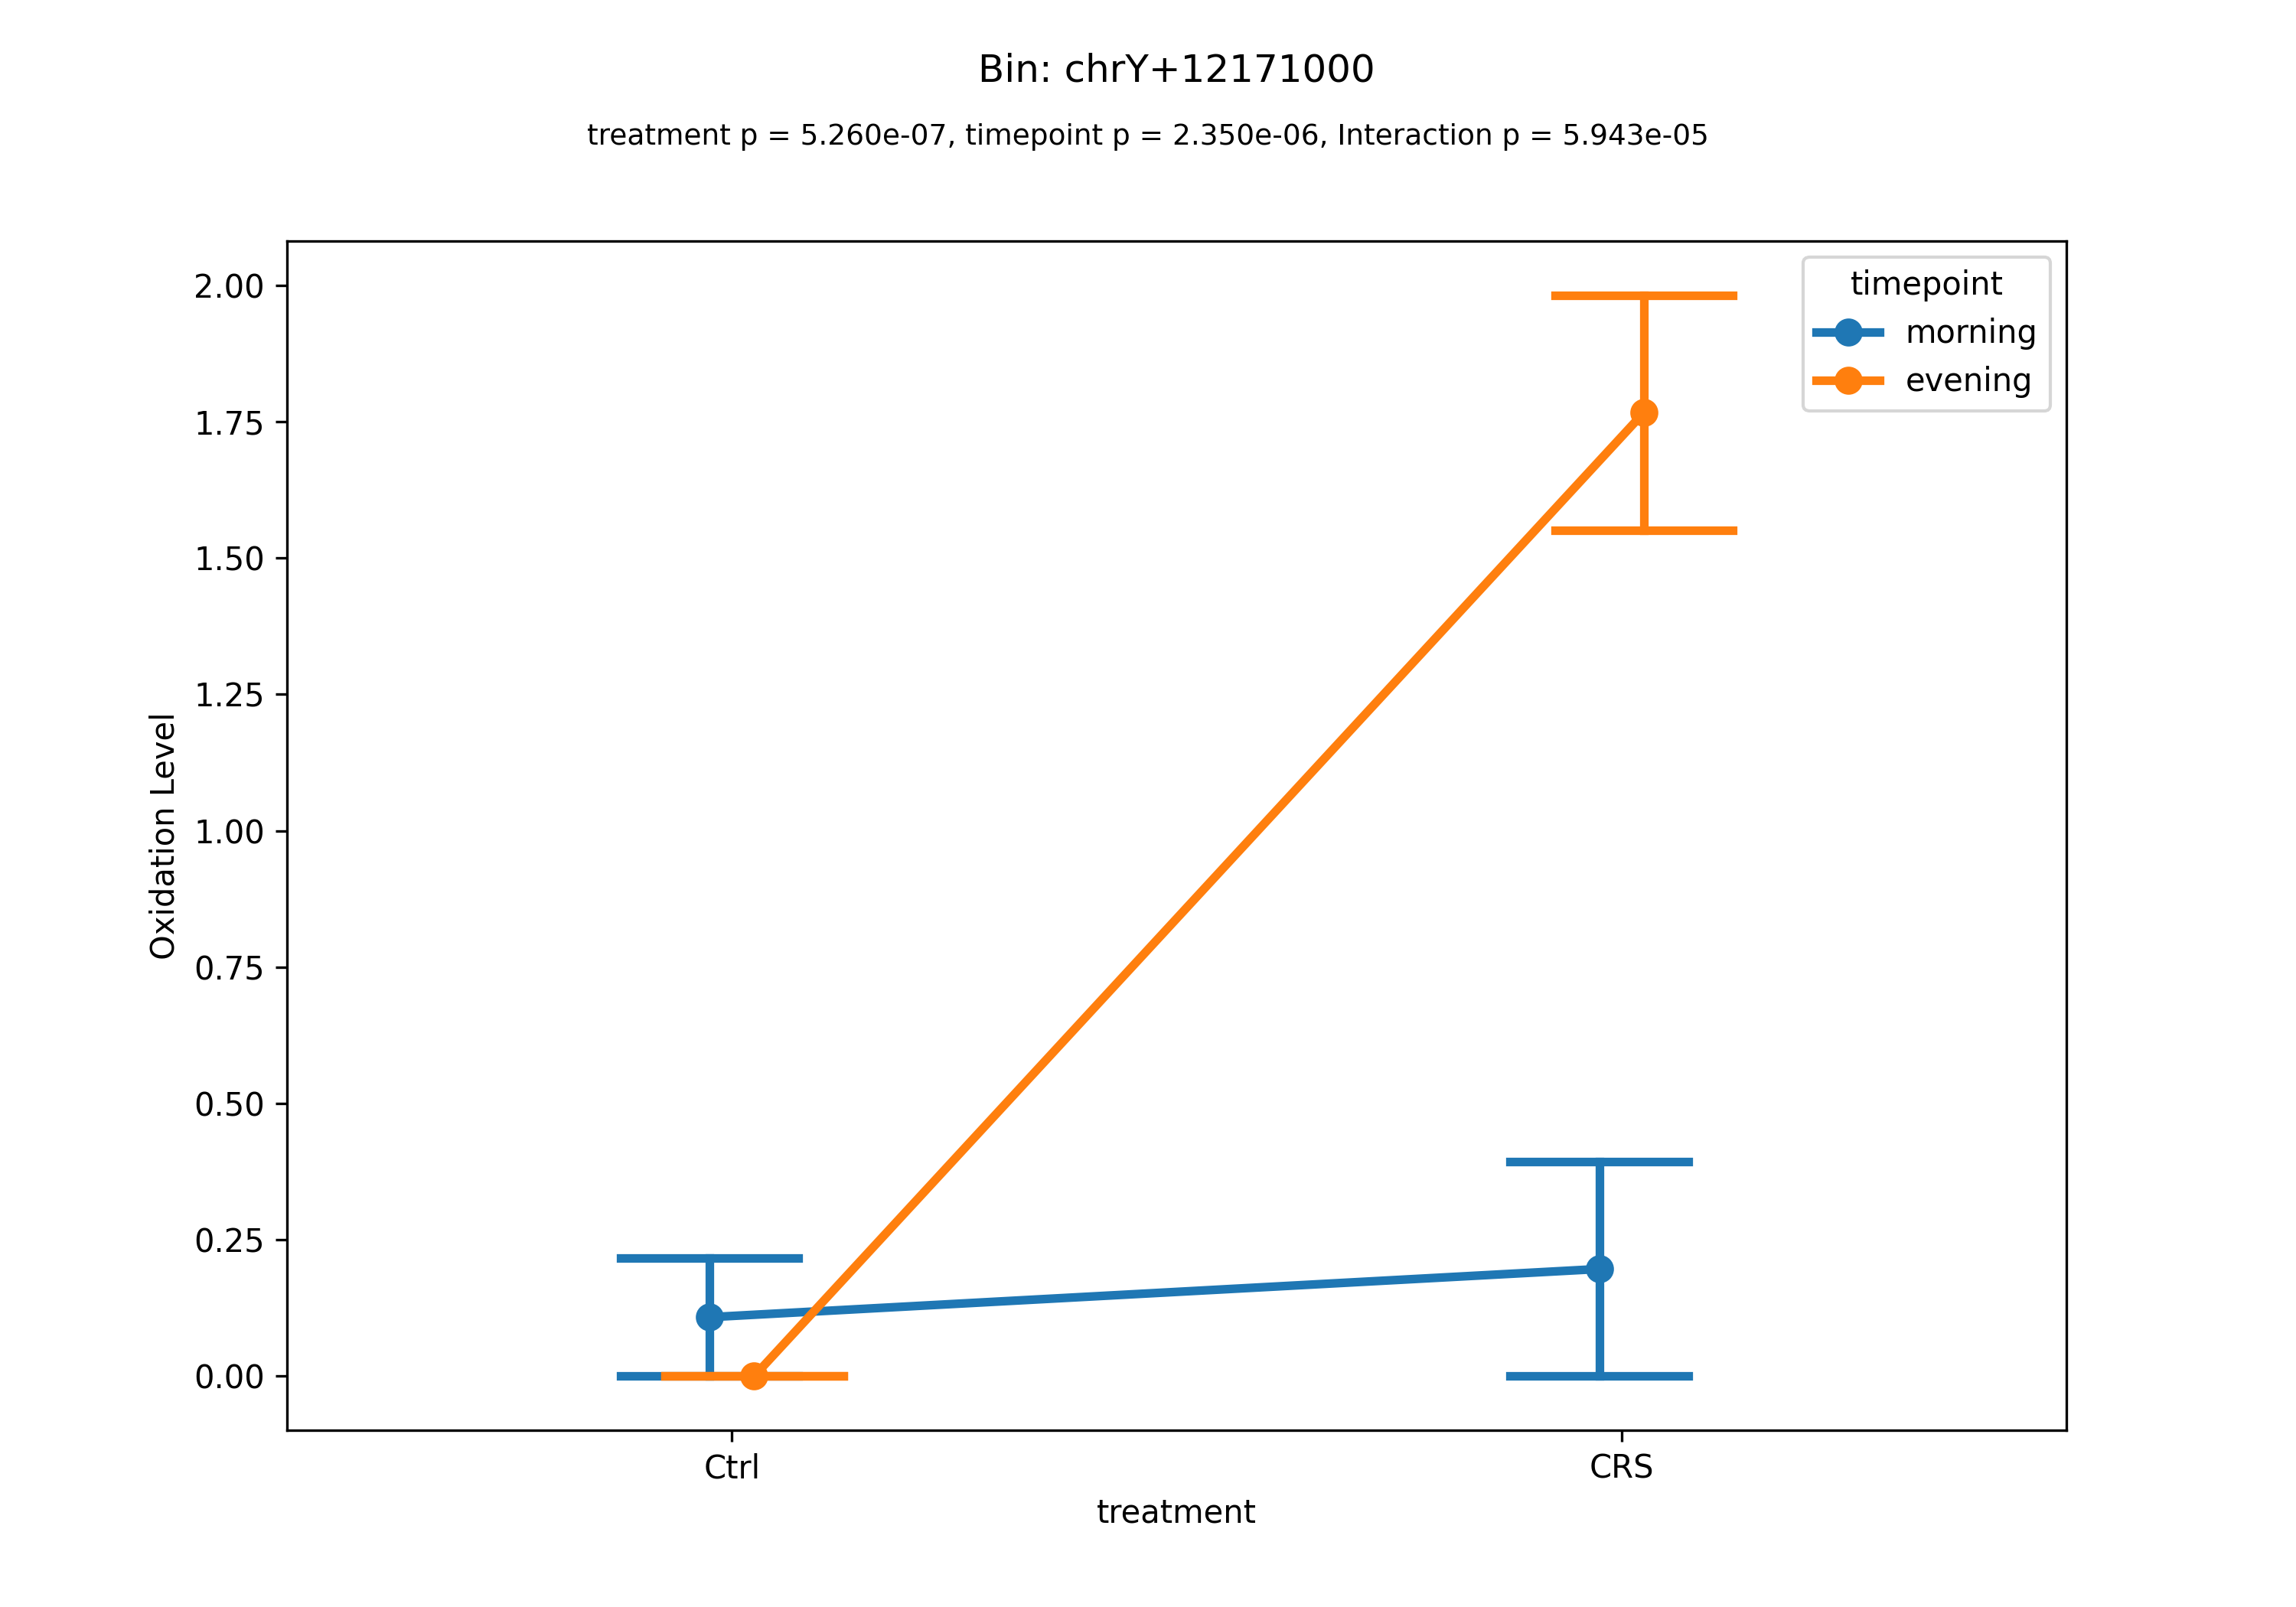 Bin: chrY+12171000
treatment p = 5.260e-07, timepoint p = 2.350e-06, Interaction p = 5.943e-05
timepoint
morning
evening
Oxidation Level
2.00
1.75
1.50
1.25
1.00
0.75
0.50
0.25
0.00
Ctrl
CRS
treatment